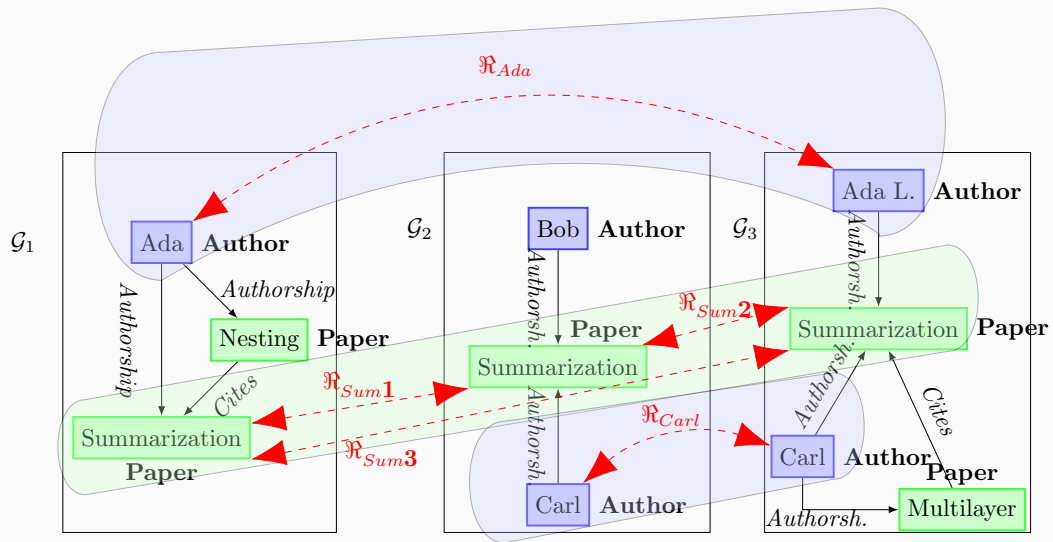 ℜ_Ada
Ada L. Author
𝒢₁ Ada Author
𝒢₂ Bob Author
𝒢₃
Authorship
Authorship
Authorsh.
Authorsh.
Nesting Paper
Cites
ℜ_Sum1
ℜ_Sum2
ℜ_Sum3
Paper
Summarization
Summarization Paper
Summarization
Paper
Authorsh.
Authorsh.
Cites
ℜ_Carl
Carl Author
Carl Author
Paper
Multilayer
Authorsh.